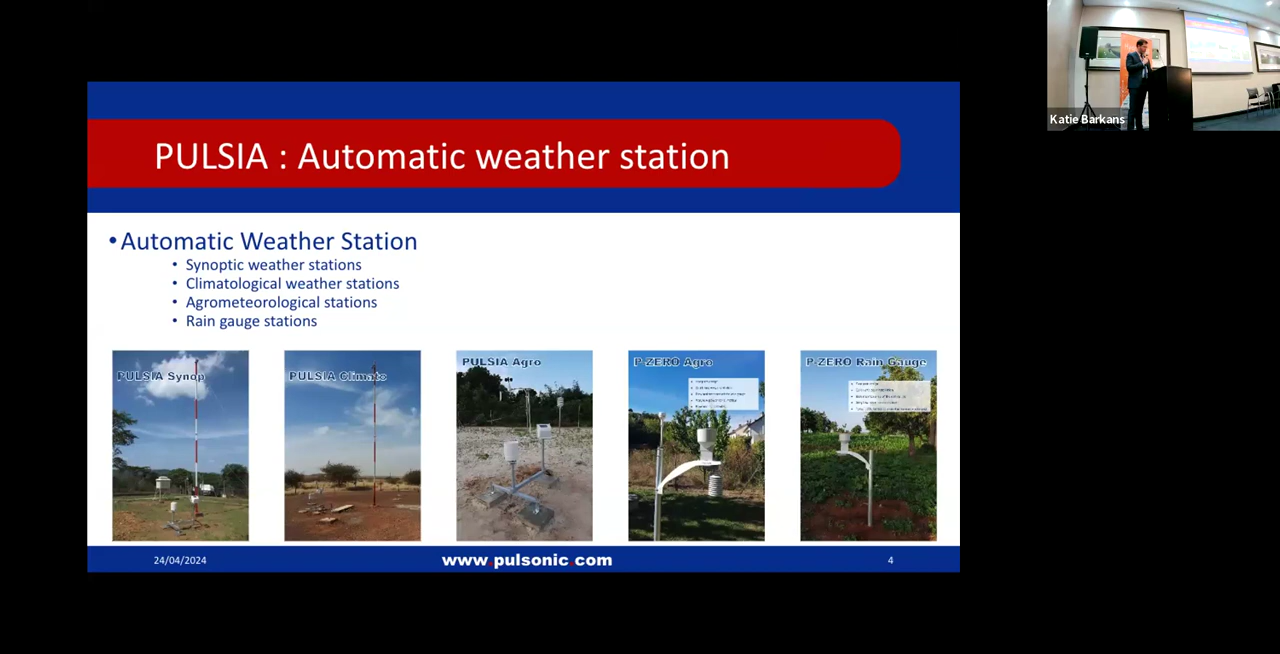 PULSIA : Automatic weather station
•Automatic Weather Station
• Synoptic weather stations
• Climatological weather stations
• Agrometeorological stations
• Rain gauge stations
PULSIA Synop
PULSIA Climato
PULSIA Agro
P-ZERO Agro
P-ZERO Rain Gauge
24/04/2024
www.pulsonic.com
4
Katie Barkans